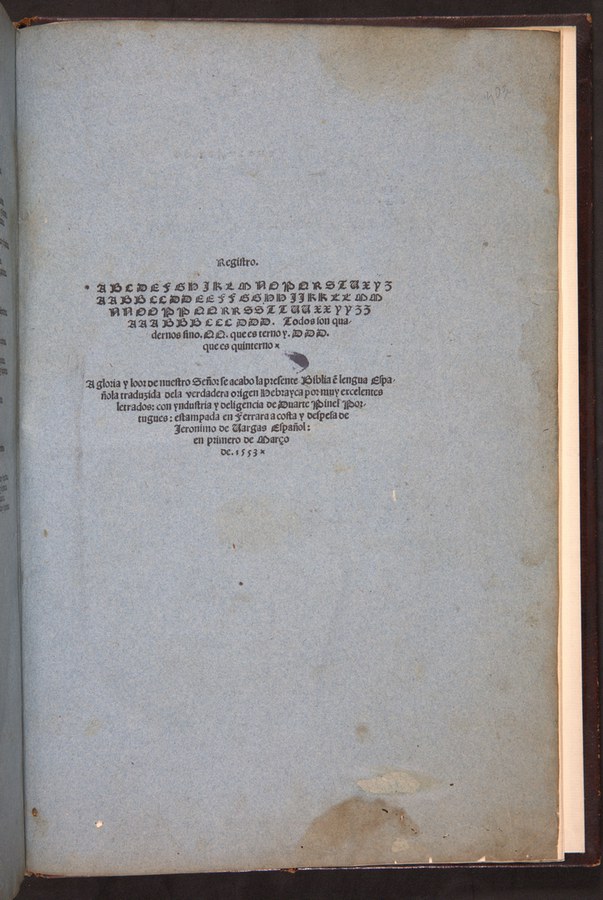 Registro.
* A B C D E F G H I K L M N O P Q R S T U X Y Z
AA BB CC DD EE FF GG HH II KK LL MM
NN OO PP QQ RR SS TT UU XX YY ZZ
AAA BBB CCC DDD. Todos son qua-
dernos sino. QQ. que es terno y. DDD.
que es quinterno *
A gloria y loor de nuestro Señor se acabo la presente Biblia ē lengua Espa-
ñola traduzida dela verdadera origen Hebrayca por muy excelentes
letrados: con yndustria y deligencia de Duarte Pinel Por-
tugues: estampada en Ferrara a costa y despesa de
Jeronimo de Vargas Español:
en primero de Março
de. 1553 *